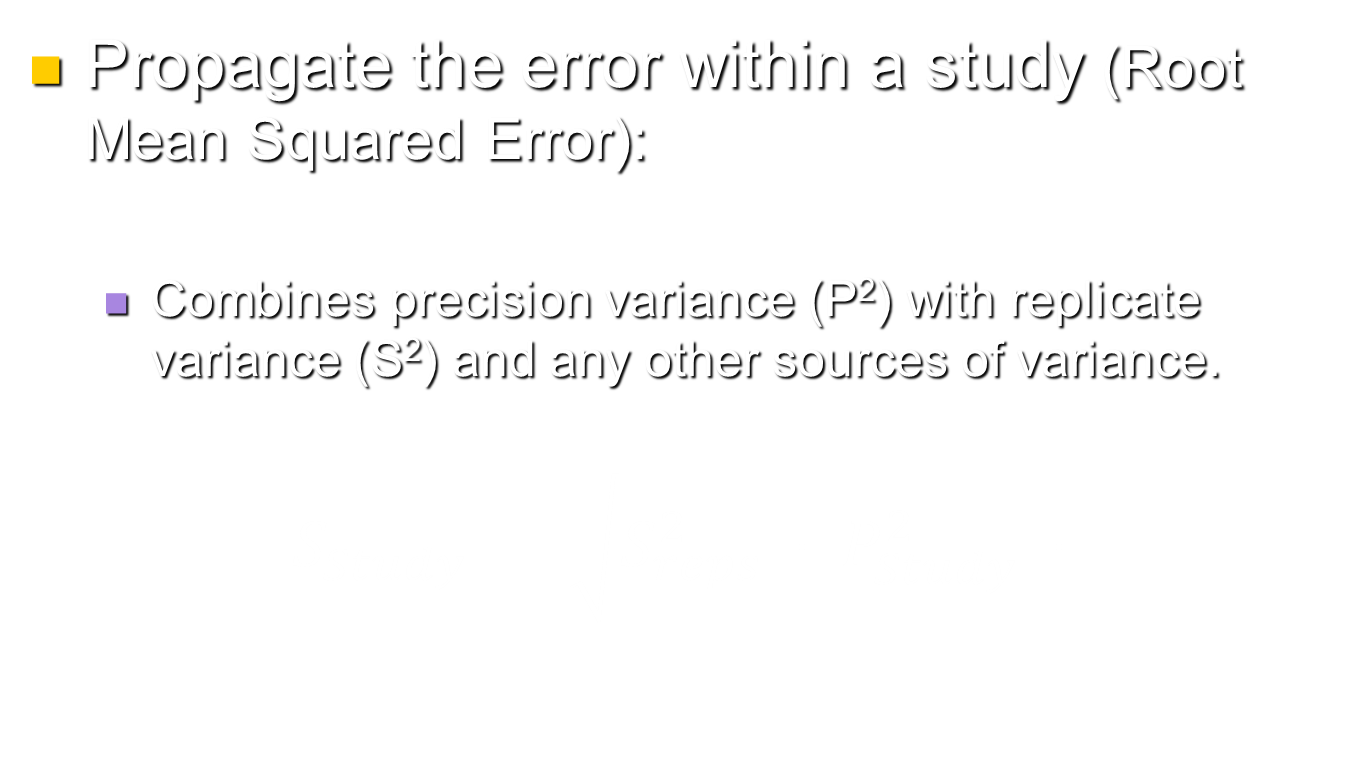 Propagate the error within a study (Root
Mean Squared Error):
Combines precision variance (P²) with replicate
variance (S²) and any other sources of variance.